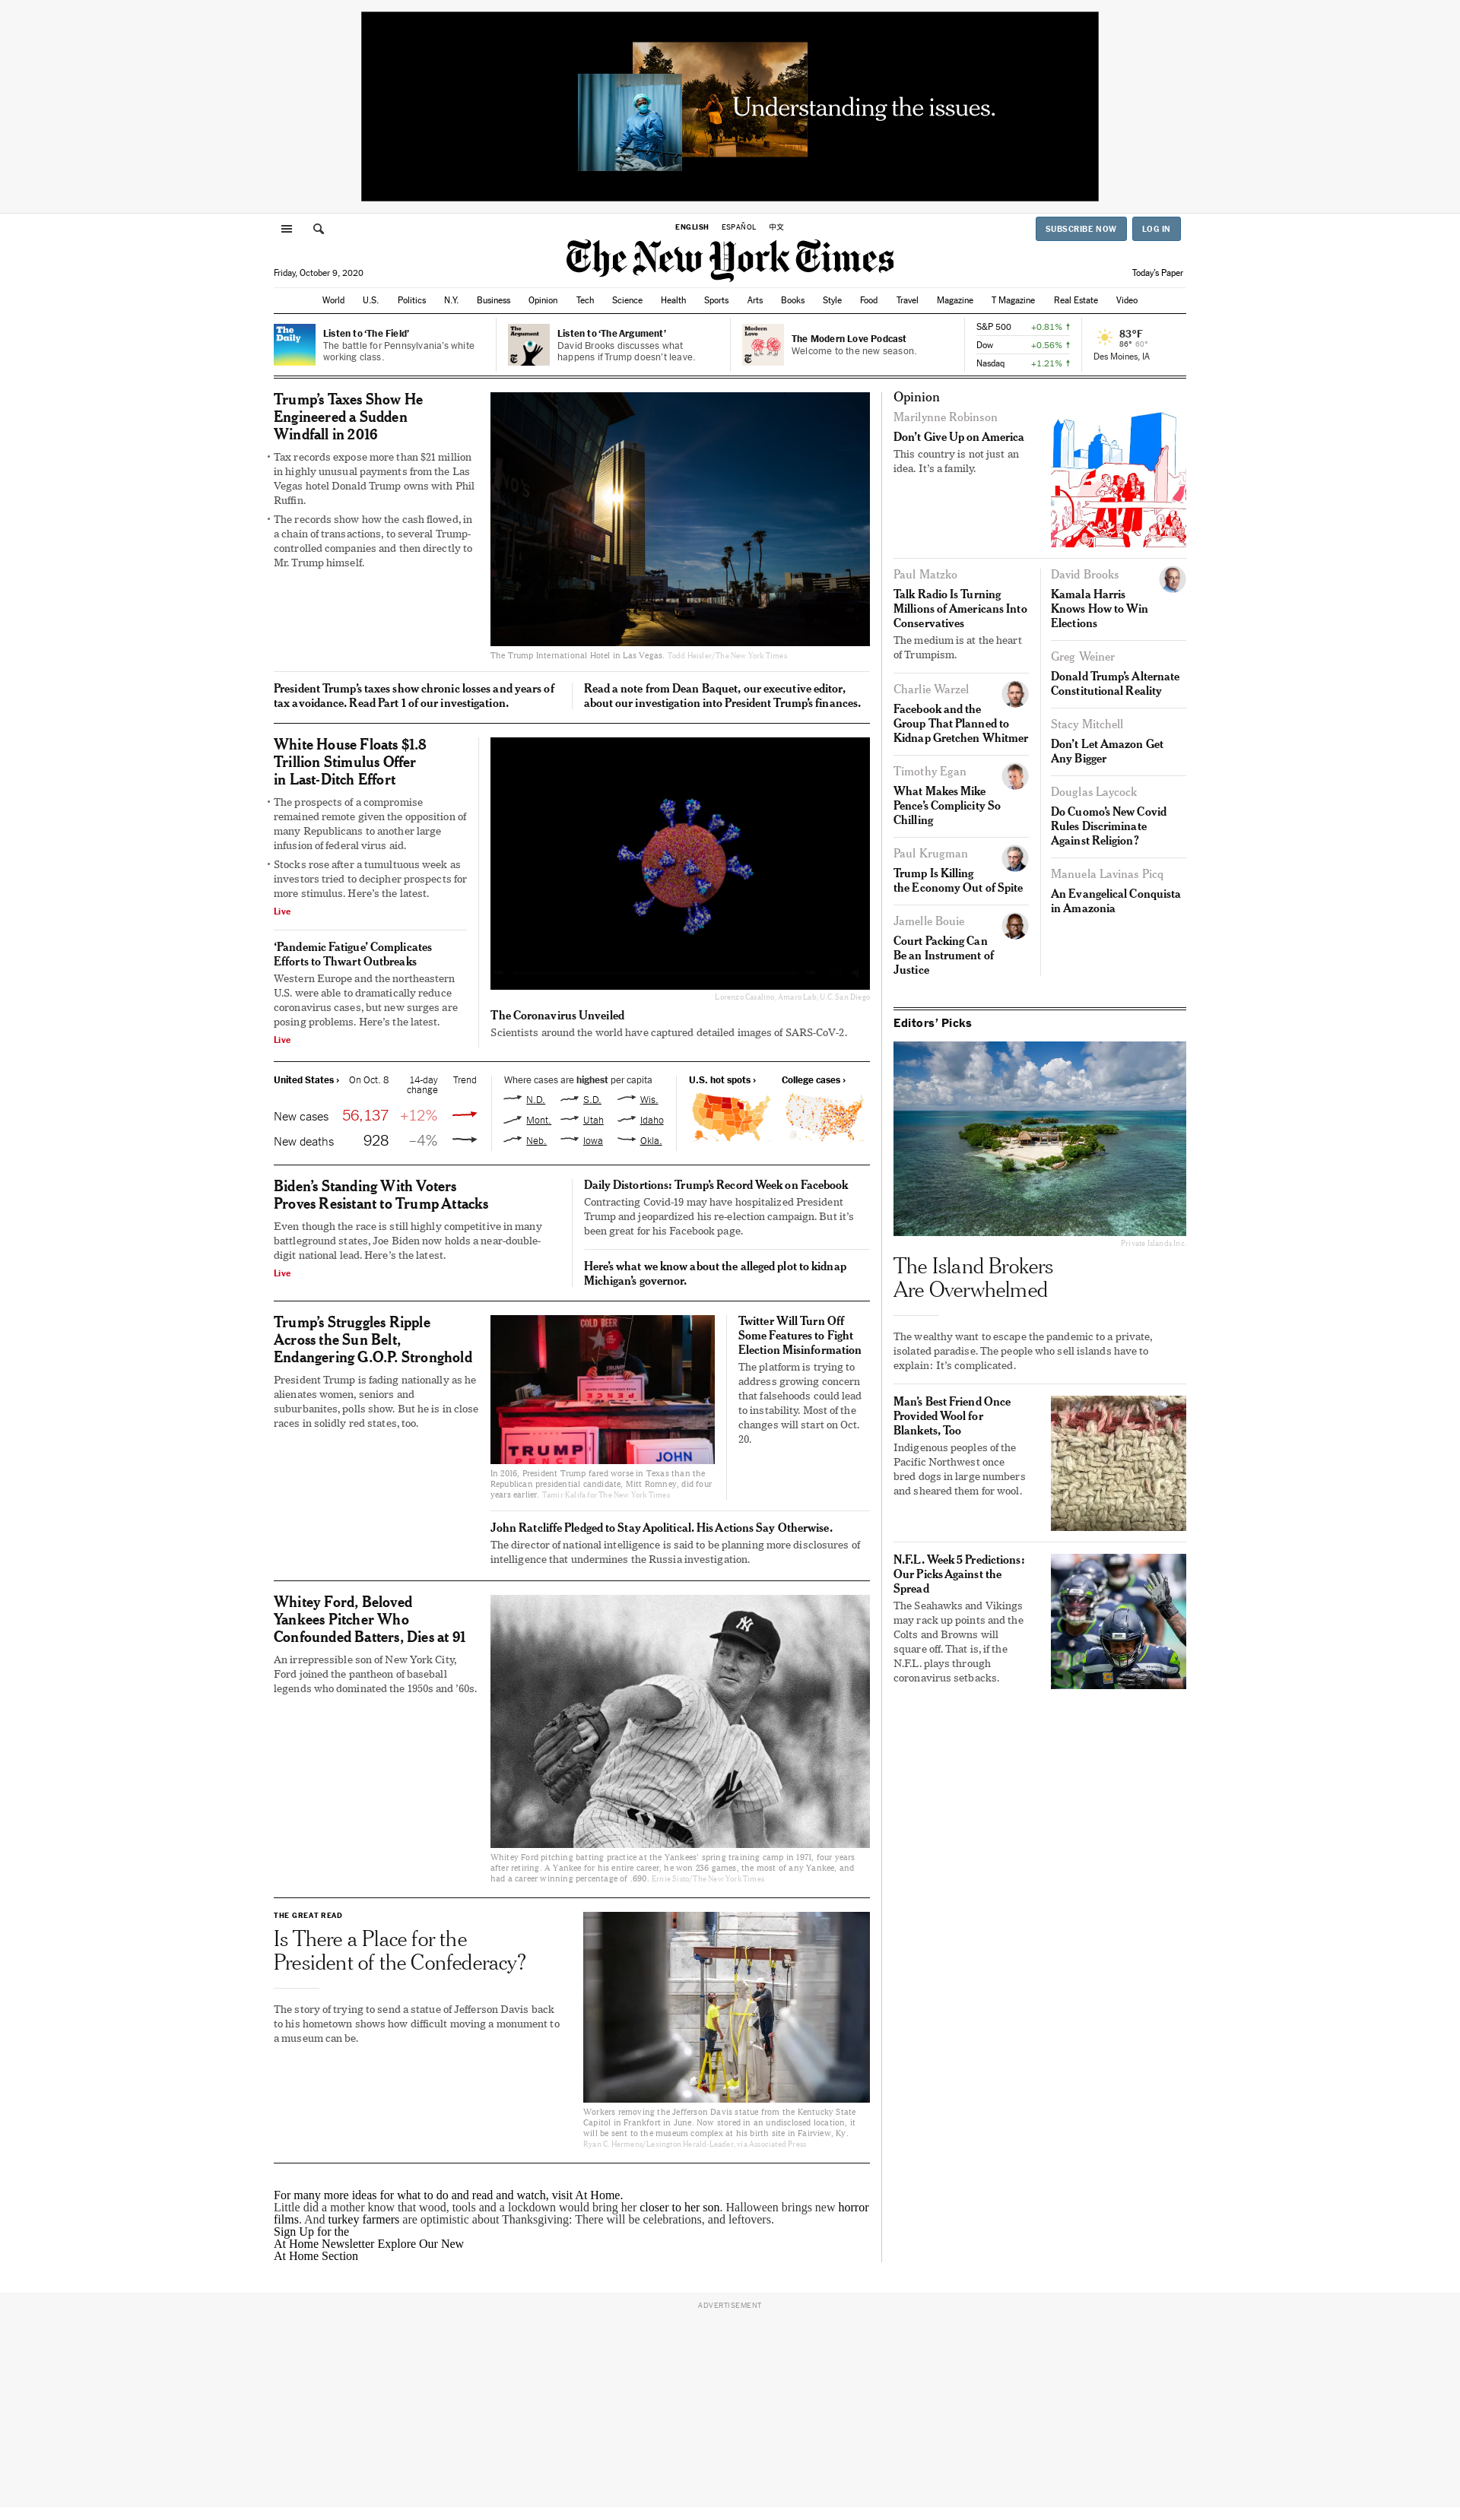 Understanding the issues.
ENGLISH ESPAÑOL 中文
SUBSCRIBE NOW LOG IN
The New York Times
Friday, October 9, 2020
Today's Paper
World U.S. Politics N.Y. Business Opinion Tech Science Health Sports Arts Books Style Food Travel Magazine T Magazine Real Estate Video
The Daily
Listen to ‘The Field’
The battle for Pennsylvania's white
working class.
The Argument
Listen to ‘The Argument’
David Brooks discusses what
happens if Trump doesn't leave.
Modern Love
The Modern Love Podcast
Welcome to the new season.
S&P 500 +0.81% ↑
Dow +0.56% ↑
Nasdaq +1.21% ↑
83°F
86° 60°
Des Moines, IA
Trump’s Taxes Show He
Engineered a Sudden
Windfall in 2016
• Tax records expose more than $21 million
in highly unusual payments from the Las
Vegas hotel Donald Trump owns with Phil
Ruffin.
• The records show how the cash flowed, in
a chain of transactions, to several Trump-
controlled companies and then directly to
Mr. Trump himself.
The Trump International Hotel in Las Vegas. Todd Heisler/The New York Times
President Trump’s taxes show chronic losses and years of
tax avoidance. Read Part 1 of our investigation.
Read a note from Dean Baquet, our executive editor,
about our investigation into President Trump’s finances.
White House Floats $1.8
Trillion Stimulus Offer
in Last-Ditch Effort
• The prospects of a compromise
remained remote given the opposition of
many Republicans to another large
infusion of federal virus aid.
• Stocks rose after a tumultuous week as
investors tried to decipher prospects for
more stimulus. Here’s the latest.
Live
‘Pandemic Fatigue’ Complicates
Efforts to Thwart Outbreaks
Western Europe and the northeastern
U.S. were able to dramatically reduce
coronavirus cases, but new surges are
posing problems. Here’s the latest.
Live
Lorenzo Casalino, Amaro Lab, U.C. San Diego
The Coronavirus Unveiled
Scientists around the world have captured detailed images of SARS-CoV-2.
United States › On Oct. 8 14-day
change Trend
New cases 56,137 +12%
New deaths 928 –4%
Where cases are highest per capita
N.D. S.D. Wis.
Mont. Utah Idaho
Neb. Iowa Okla.
U.S. hot spots › College cases ›
Biden’s Standing With Voters
Proves Resistant to Trump Attacks
Even though the race is still highly competitive in many
battleground states, Joe Biden now holds a near-double-
digit national lead. Here’s the latest.
Live
Daily Distortions: Trump’s Record Week on Facebook
Contracting Covid-19 may have hospitalized President
Trump and jeopardized his re-election campaign. But it’s
been great for his Facebook page.
Here’s what we know about the alleged plot to kidnap
Michigan’s governor.
Trump’s Struggles Ripple
Across the Sun Belt,
Endangering G.O.P. Stronghold
President Trump is fading nationally as he
alienates women, seniors and
suburbanites, polls show. But he is in close
races in solidly red states, too.
COLD BEER
PENCE
TRUMP
PENCE
JOHN
In 2016, President Trump fared worse in Texas than the
Republican presidential candidate, Mitt Romney, did four
years earlier. Tamir Kalifa for The New York Times
Twitter Will Turn Off
Some Features to Fight
Election Misinformation
The platform is trying to
address growing concern
that falsehoods could lead
to instability. Most of the
changes will start on Oct.
20.
John Ratcliffe Pledged to Stay Apolitical. His Actions Say Otherwise.
The director of national intelligence is said to be planning more disclosures of
intelligence that undermines the Russia investigation.
Whitey Ford, Beloved
Yankees Pitcher Who
Confounded Batters, Dies at 91
An irrepressible son of New York City,
Ford joined the pantheon of baseball
legends who dominated the 1950s and ’60s.
Whitey Ford pitching batting practice at the Yankees’ spring training camp in 1971, four years
after retiring. A Yankee for his entire career, he won 236 games, the most of any Yankee, and
had a career winning percentage of .690. Ernie Sisto/The New York Times
THE GREAT READ
Is There a Place for the
President of the Confederacy?
The story of trying to send a statue of Jefferson Davis back
to his hometown shows how difficult moving a monument to
a museum can be.
Workers removing the Jefferson Davis statue from the Kentucky State
Capitol in Frankfort in June. Now stored in an undisclosed location, it
will be sent to the museum complex at his birth site in Fairview, Ky.
Ryan C. Hermens/Lexington Herald-Leader, via Associated Press
For many more ideas for what to do and read and watch, visit At Home.
Little did a mother know that wood, tools and a lockdown would bring her closer to her son. Halloween brings new horror
films. And turkey farmers are optimistic about Thanksgiving: There will be celebrations, and leftovers.
Sign Up for the
At Home Newsletter Explore Our New
At Home Section
Opinion
Marilynne Robinson
Don’t Give Up on America
This country is not just an
idea. It’s a family.
Paul Matzko
Talk Radio Is Turning
Millions of Americans Into
Conservatives
The medium is at the heart
of Trumpism.
Charlie Warzel
Facebook and the
Group That Planned to
Kidnap Gretchen Whitmer
Timothy Egan
What Makes Mike
Pence’s Complicity So
Chilling
Paul Krugman
Trump Is Killing
the Economy Out of Spite
Jamelle Bouie
Court Packing Can
Be an Instrument of
Justice
David Brooks
Kamala Harris
Knows How to Win
Elections
Greg Weiner
Donald Trump’s Alternate
Constitutional Reality
Stacy Mitchell
Don’t Let Amazon Get
Any Bigger
Douglas Laycock
Do Cuomo’s New Covid
Rules Discriminate
Against Religion?
Manuela Lavinas Picq
An Evangelical Conquista
in Amazonia
Editors’ Picks
Private Islands Inc.
The Island Brokers
Are Overwhelmed
The wealthy want to escape the pandemic to a private,
isolated paradise. The people who sell islands have to
explain: It’s complicated.
Man’s Best Friend Once
Provided Wool for
Blankets, Too
Indigenous peoples of the
Pacific Northwest once
bred dogs in large numbers
and sheared them for wool.
N.F.L. Week 5 Predictions:
Our Picks Against the
Spread
The Seahawks and Vikings
may rack up points and the
Colts and Browns will
square off. That is, if the
N.F.L. plays through
coronavirus setbacks.
ADVERTISEMENT